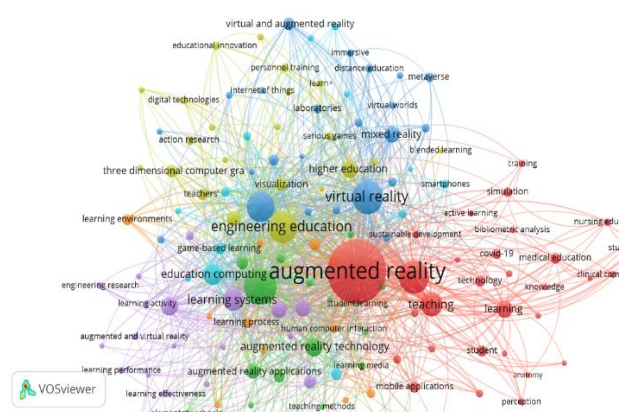 virtual and augmented reality
educational innovation
immersive
personnel training
distance education
metaverse
learn+
internet of things
digital technologies
virtual worlds
laboratories
mixed reality
action research
serious games
blended learning
three dimensional computer gra
higher education
training
visualization
smartphones
teachers'
virtual reality
simulation
learning environments
active learning
engineering education
sustainable development
bibliometric analysis
nursing edu
game-based learning
covid-19
stu
medical education
education computing
augmented reality
technology
clinical com
engineering research
learning systems
knowledge
learning activity
student learning
teaching
learning
learning process
human computer interaction
augmented and virtual reality
augmented reality technology
student
learning performance
augmented reality applications
learning media
anatomy
mobile applications
learning effectiveness
teaching methods
perception
VOSviewer